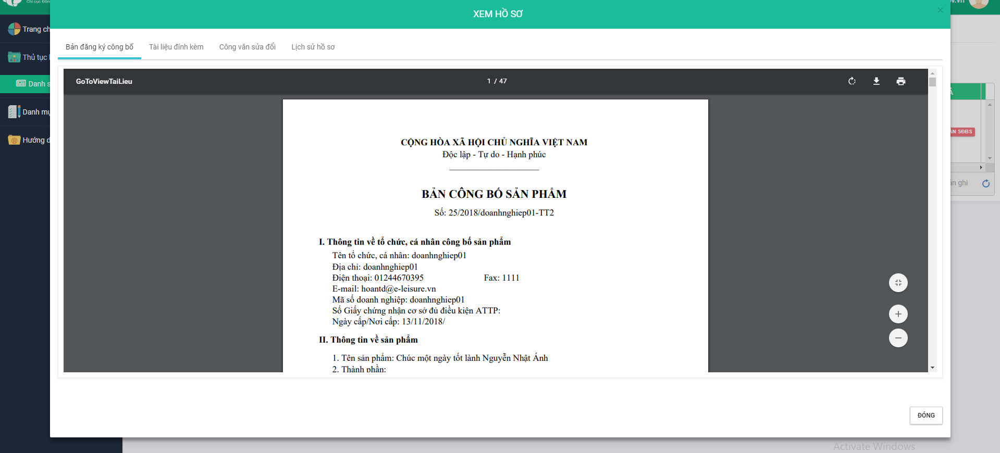 XEM HỒ SƠ
Trang ch
Thủ tục
Danh s
Danh mụ
Hướng d
Bản đăng ký công bố
Tài liệu đính kèm
Công văn sửa đổi
Lịch sử hồ sơ
GoToViewTaiLieu
1 / 47
CỘNG HÒA XÃ HỘI CHỦ NGHĨA VIỆT NAM
Độc lập - Tự do - Hạnh phúc
BẢN CÔNG BỐ SẢN PHẨM
Số: 25/2018/doanhnghiep01-TT2
I. Thông tin về tổ chức, cá nhân công bố sản phẩm
Tên tổ chức, cá nhân: doanhnghiep01
Địa chỉ: doanhnghiep01
Điện thoại: 01244670395 Fax: 1111
E-mail: hoantd@e-leisure.vn
Mã số doanh nghiệp: doanhnghiep01
Số Giấy chứng nhận cơ sở đủ điều kiện ATTP:
Ngày cấp/Nơi cấp: 13/11/2018/
II. Thông tin về sản phẩm
1. Tên sản phẩm: Chúc một ngày tốt lành Nguyễn Nhật Ánh
2. Thành phần:
SĐBS
ghi
ĐÓNG
Activate Windows